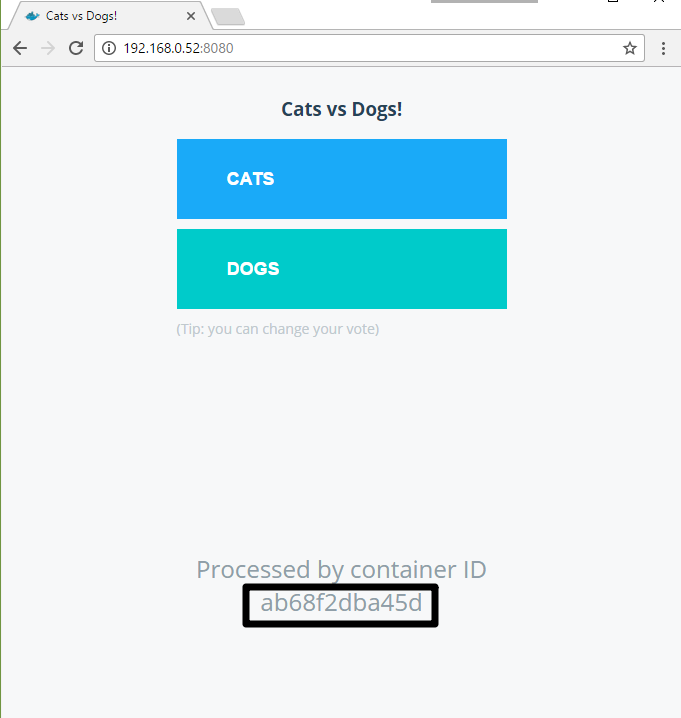 Cats vs Dogs!
192.168.0.52:8080
Cats vs Dogs!
CATS
DOGS
(Tip: you can change your vote)
Processed by container ID
ab68f2dba45d